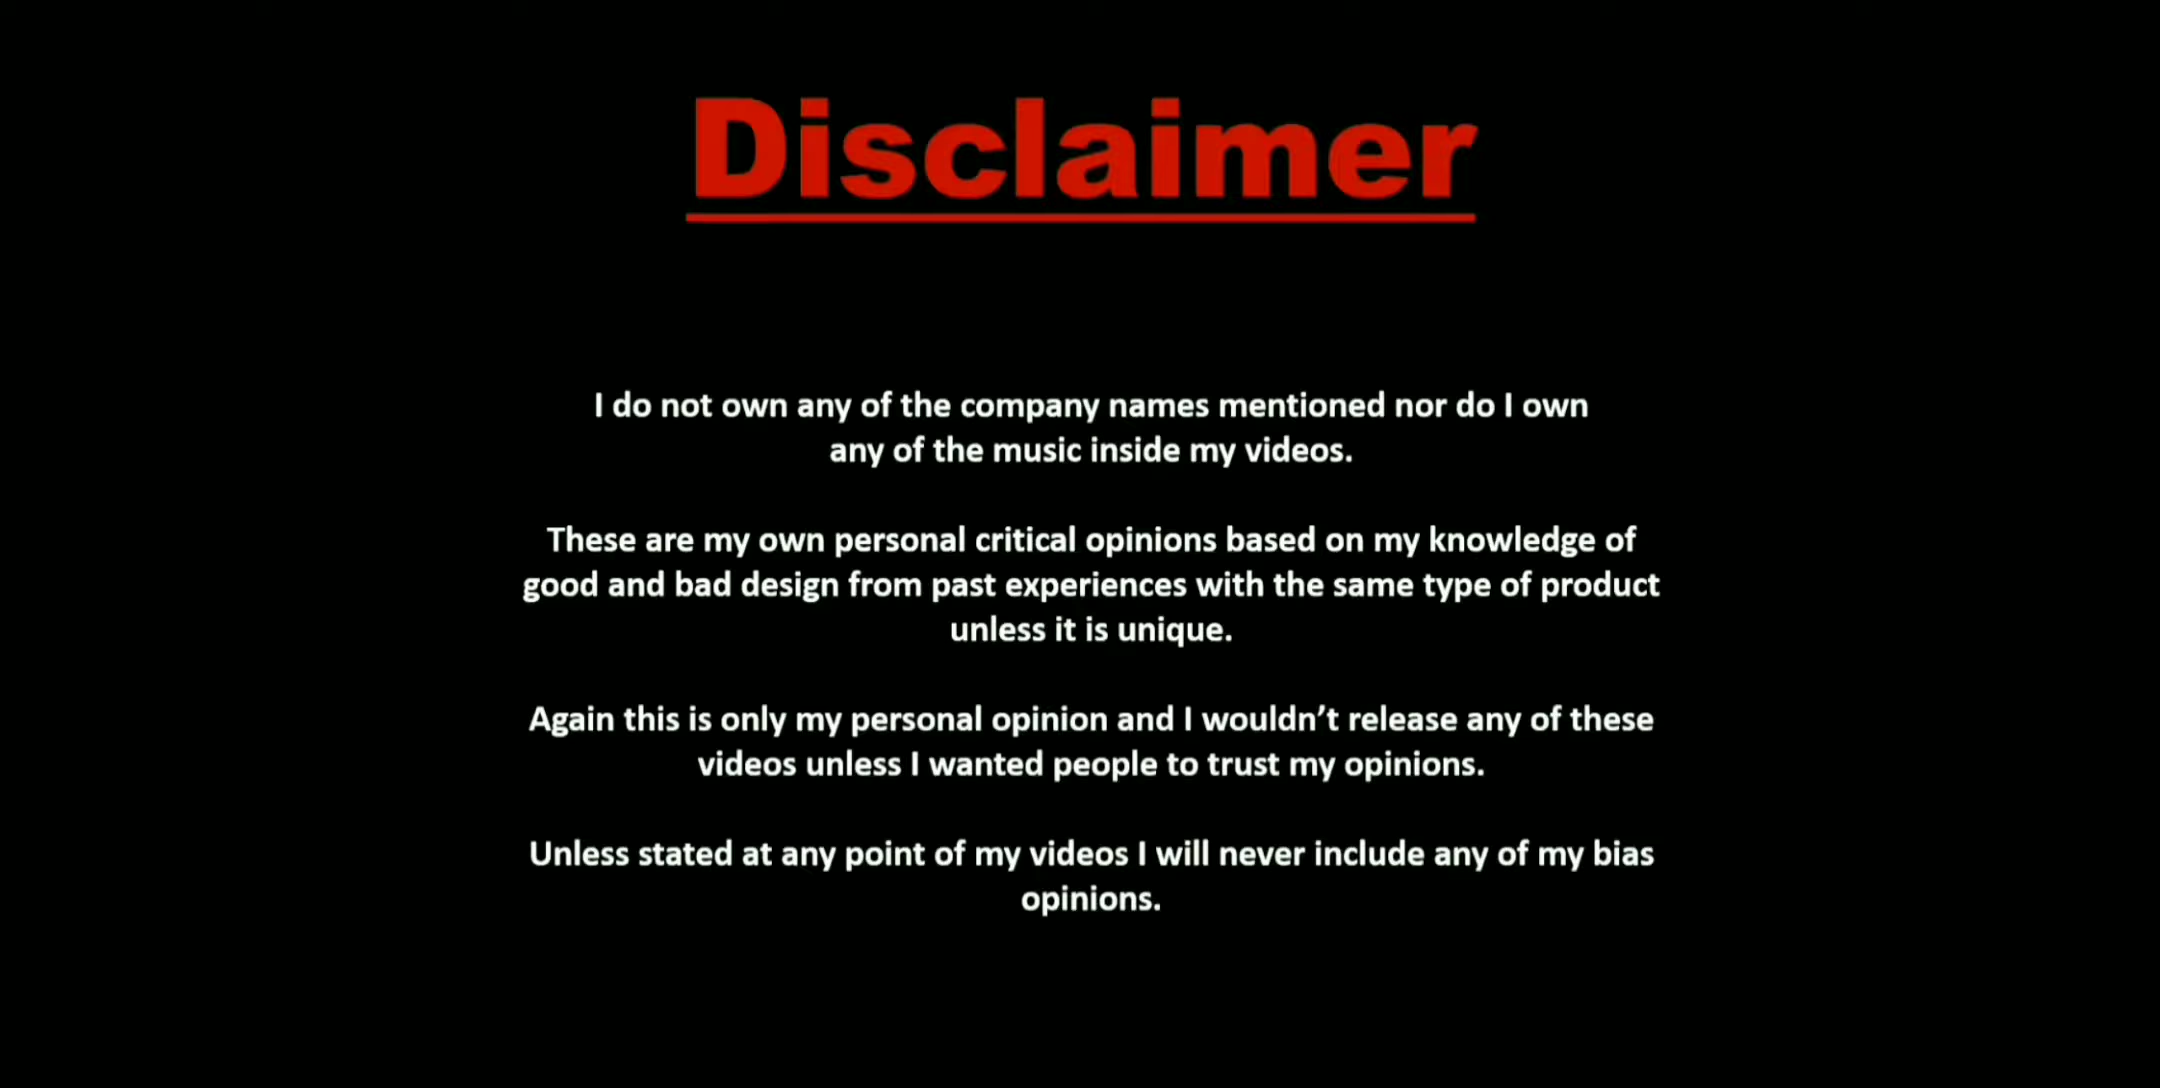 Disclaimer
I do not own any of the company names mentioned nor do I own
any of the music inside my videos.
These are my own personal critical opinions based on my knowledge of
good and bad design from past experiences with the same type of product
unless it is unique.
Again this is only my personal opinion and I wouldn’t release any of these
videos unless I wanted people to trust my opinions.
Unless stated at any point of my videos I will never include any of my bias
opinions.